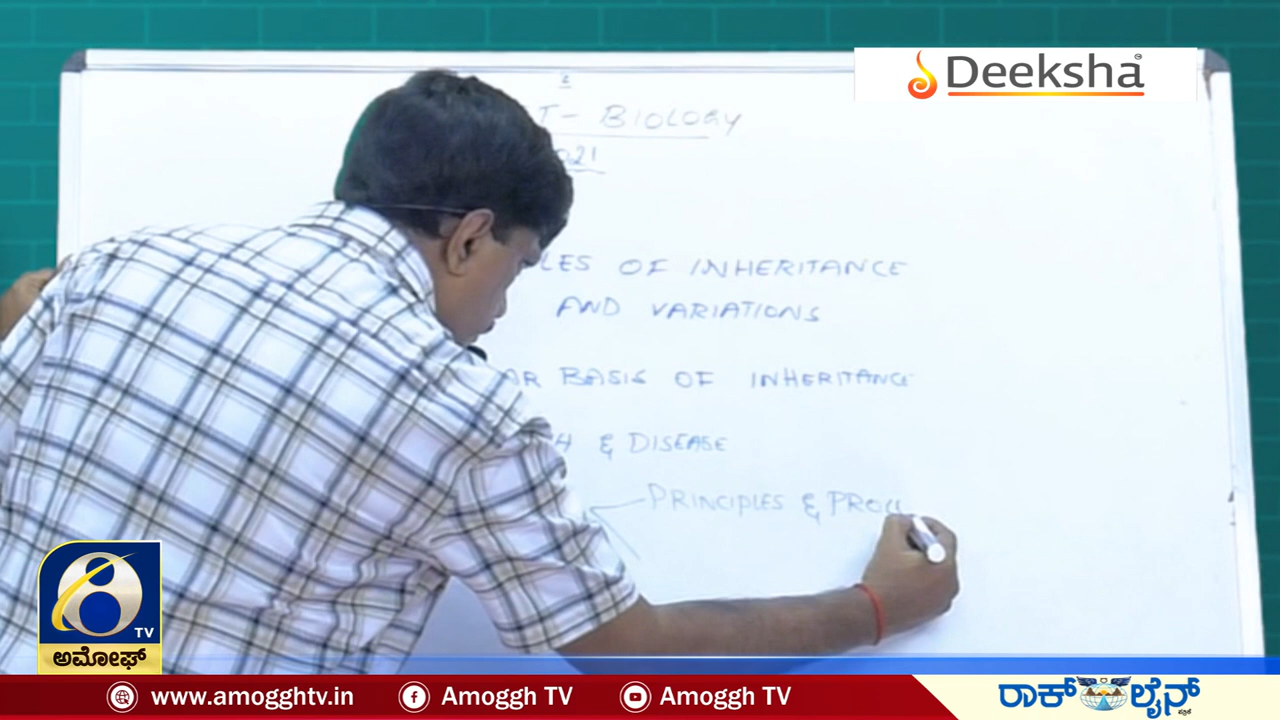 Deeksha
T - BIOLOGY
021
LES OF INHERITANCE
AND VARIATIONS
AR BASIS OF INHERITANCE
H & DISEASE
PRINCIPLES & PROC
TV
ಅಮೋಘ್
www.amogghtv.in Amoggh TV Amoggh TV ರಾಕ್ ಲೈನ್